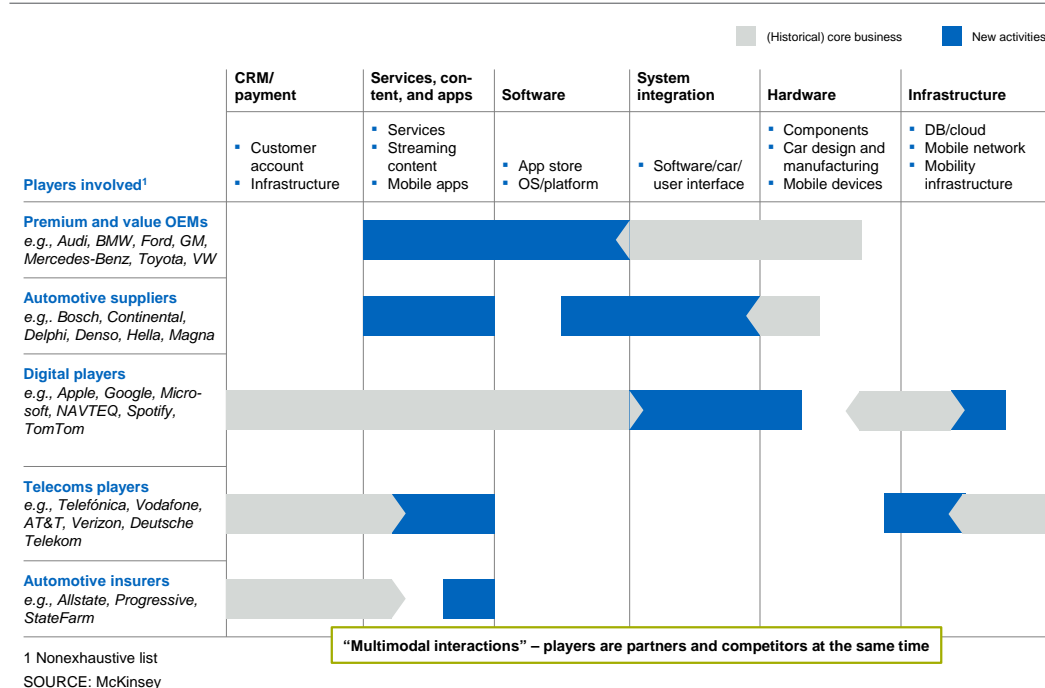 (Historical) core business
New activities
CRM/
payment
Services, con-
tent, and apps
Software
System
integration
Hardware
Infrastructure
Players involved1
▪ Customer
account
▪ Infrastructure
▪ Services
▪ Streaming
content
▪ Mobile apps
▪ App store
▪ OS/platform
▪ Software/car/
user interface
▪ Components
▪ Car design and
manufacturing
▪ Mobile devices
▪ DB/cloud
▪ Mobile network
▪ Mobility
infrastructure
Premium and value OEMs
e.g., Audi, BMW, Ford, GM,
Mercedes-Benz, Toyota, VW
Automotive suppliers
e.g,. Bosch, Continental,
Delphi, Denso, Hella, Magna
Digital players
e.g., Apple, Google, Micro-
soft, NAVTEQ, Spotify,
TomTom
Telecoms players
e.g., Telefónica, Vodafone,
AT&T, Verizon, Deutsche
Telekom
Automotive insurers
e.g., Allstate, Progressive,
StateFarm
“Multimodal interactions” – players are partners and competitors at the same time
1 Nonexhaustive list
SOURCE: McKinsey